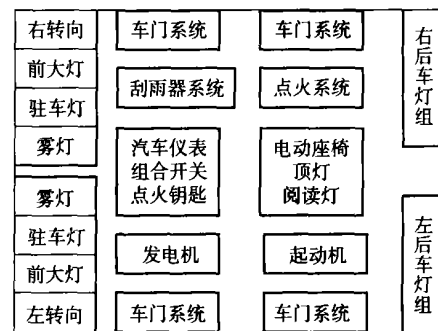 右转向
前大灯
驻车灯
雾灯
雾灯
驻车灯
前大灯
左转向
车门系统
车门系统
刮雨器系统
点火系统
汽车仪表
组合开关
点火钥匙
电动座椅
顶灯
阅读灯
发电机
起动机
车门系统
车门系统
右后车灯组
左后车灯组